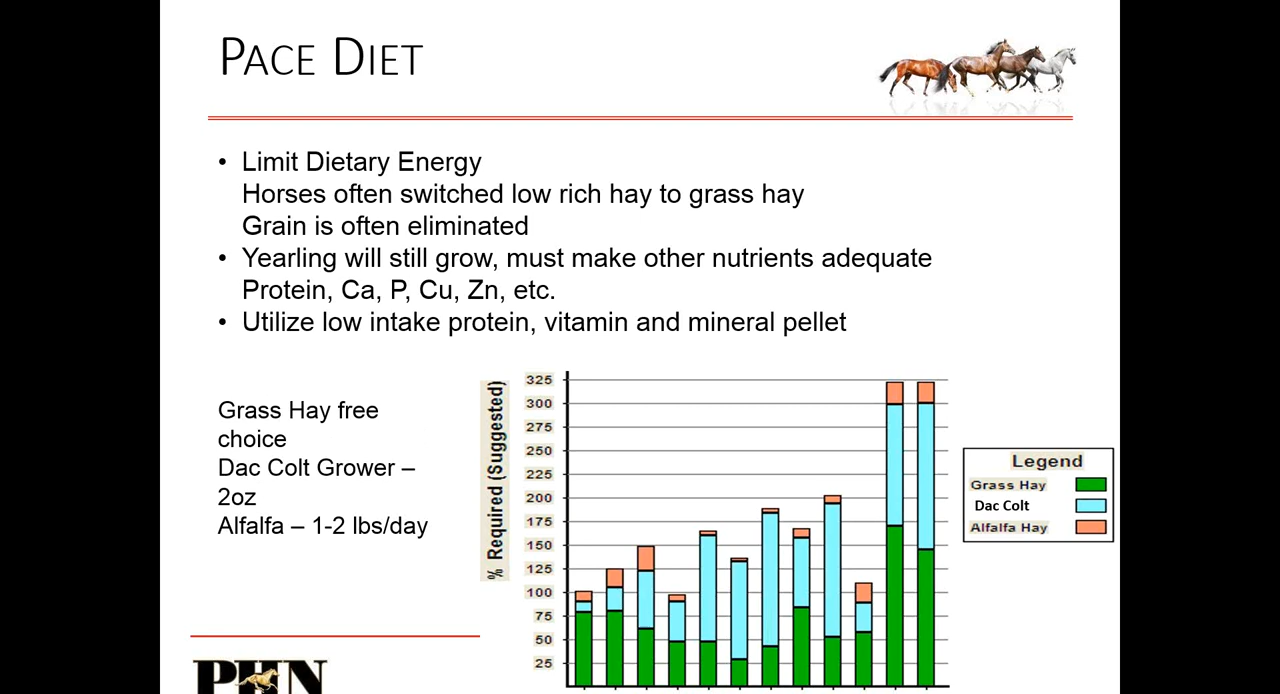 PACE DIET
• Limit Dietary Energy
Horses often switched low rich hay to grass hay
Grain is often eliminated
• Yearling will still grow, must make other nutrients adequate
Protein, Ca, P, Cu, Zn, etc.
• Utilize low intake protein, vitamin and mineral pellet
Grass Hay free
choice
Dac Colt Grower –
2oz
Alfalfa – 1-2 lbs/day
% Required (Suggested)
325
300
275
250
225
200
175
150
125
100
75
50
25
Legend
Grass Hay
Dac Colt
Alfalfa Hay
PHN